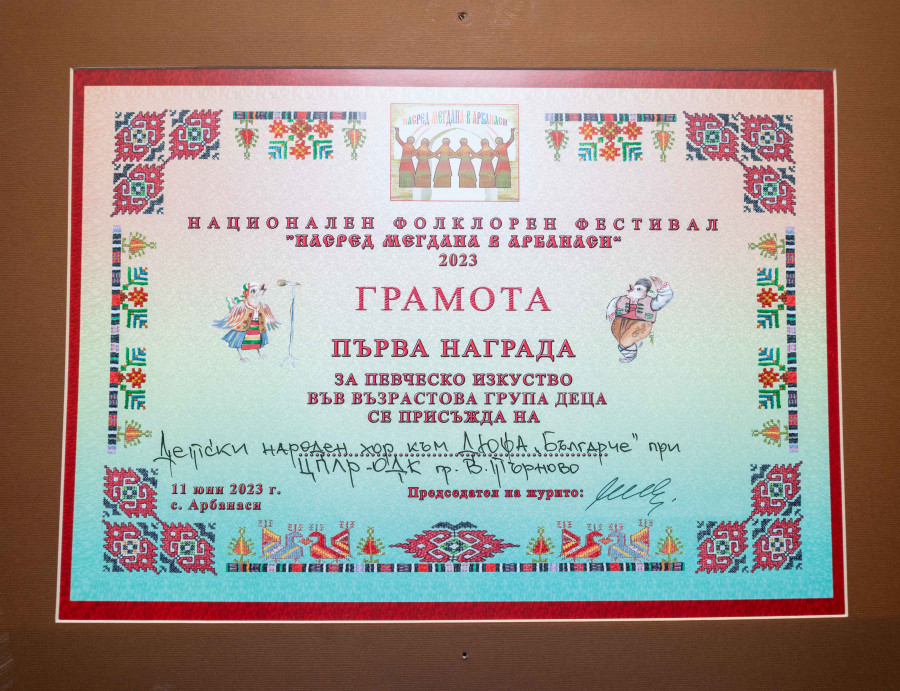 НАСРЕД МЕГДАНА В АРБАНАСИ
НАЦИОНАЛЕН ФОЛКЛОРЕН ФЕСТИВАЛ
"НАСРЕД МЕГДАНА В АРБАНАСИ"
2023
ГРАМОТА
ПЪРВА НАГРАДА
ЗА ПЕВЧЕСКО ИЗКУСТВО
ВЪВ ВЪЗРАСТОВА ГРУПА ДЕЦА
СЕ ПРИСЪЖДА НА
Детски народен хор към ДЮФА „Българче" при
ЦПЛР-ОДК гр. В. Търново
11 юни 2023 г.
с. Арбанаси
Председател на журито: